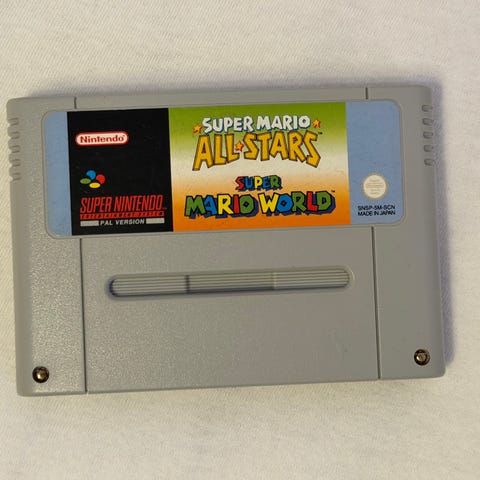 Nintendo
SUPER NINTENDO
ENTERTAINMENT SYSTEM
PAL VERSION
SUPER MARIO
ALL★STARS
SUPER
MARIO WORLD
SNSP-5M-SCN
MADE IN JAPAN